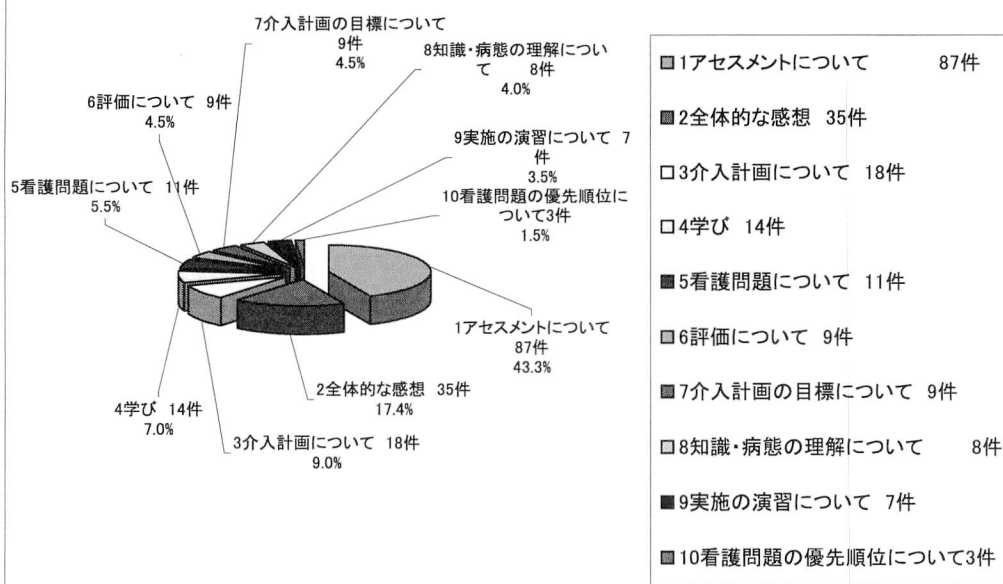 7介入計画の目標について
9件
4.5%
8知識・病態の理解につい
て 8件
4.0%
6評価について 9件
4.5%
9実施の演習について 7
件
3.5%
5看護問題について 11件
5.5%
10看護問題の優先順位に
ついて3件
1.5%
1アセスメントについて
87件
43.3%
2全体的な感想 35件
17.4%
4学び 14件
7.0%
3介入計画について 18件
9.0%
1アセスメントについて 87件
2全体的な感想 35件
3介入計画について 18件
4学び 14件
5看護問題について 11件
6評価について 9件
7介入計画の目標について 9件
8知識・病態の理解について 8件
9実施の演習について 7件
10看護問題の優先順位について3件